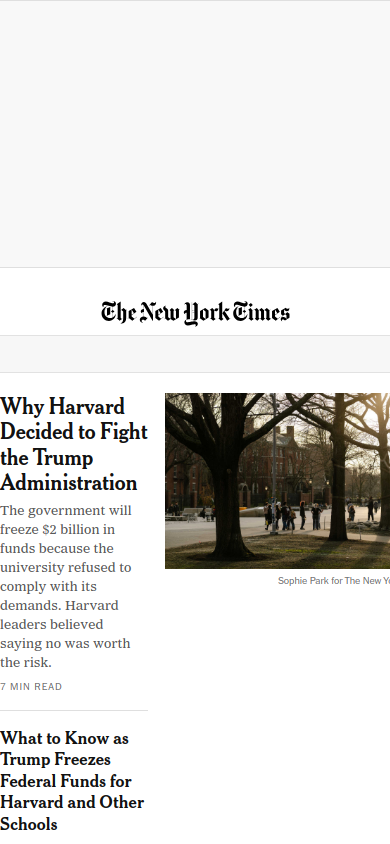 The New York Times
Why Harvard
Decided to Fight
the Trump
Administration
The government will
freeze $2 billion in
funds because the
university refused to
comply with its
demands. Harvard
leaders believed
saying no was worth
the risk.
7 MIN READ
Sophie Park for The New Yo
What to Know as
Trump Freezes
Federal Funds for
Harvard and Other
Schools